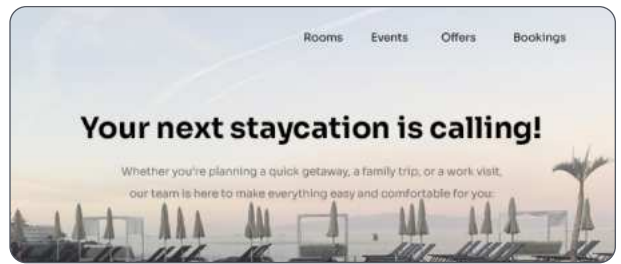 Rooms Events Offers Bookings
Your next staycation is calling!
Whether you're planning a quick getaway, a family trip, or a work visit,
our team is here to make everything easy and comfortable for you: